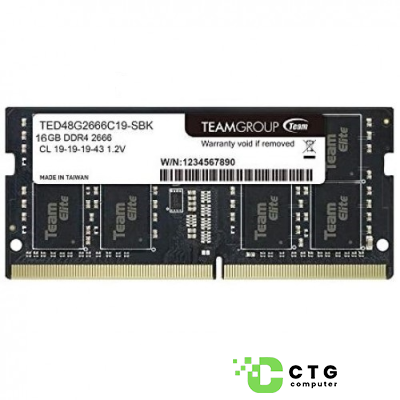 TED48G2666C19-SBK
16GB DDR4 2666
CL 19-19-19-43 1.2V
MADE IN TAIWAN
TEAMGROUP Team
Warranty void if removed
W/N:1234567890
Team Elite
Team Elite
Team Elite
Team Elite
CTG
computer